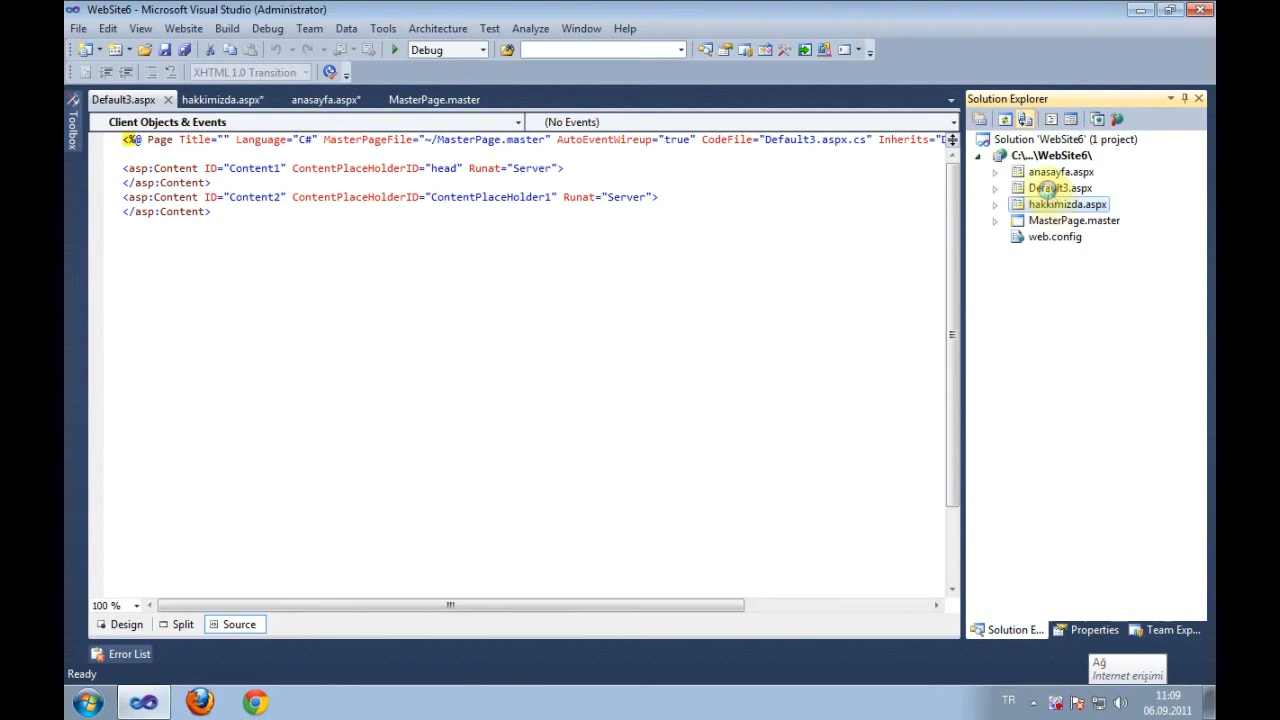 WebSite6 - Microsoft Visual Studio (Administrator)
File Edit View Website Build Debug Team Data Tools Architecture Test Analyze Window Help
Debug
XHTML 1.0 Transition
Default3.aspx hakkimizda.aspx* anasayfa.aspx* MasterPage.master
Client Objects & Events (No Events)
<%@ Page Title="" Language="C#" MasterPageFile="~/MasterPage.master" AutoEventWireup="true" CodeFile="Default3.aspx.cs" Inherits="
<asp:Content ID="Content1" ContentPlaceHolderID="head" Runat="Server">
</asp:Content>
<asp:Content ID="Content2" ContentPlaceHolderID="ContentPlaceHolder1" Runat="Server">
</asp:Content>
100 %
Design Split Source
Toolbox
Solution Explorer
Solution 'WebSite6' (1 project)
C:\...\WebSite6\
anasayfa.aspx
Default3.aspx
hakkimizda.aspx
MasterPage.master
web.config
Solution E... Properties Team Exp...
Error List
Ready
Ağ
Internet erişimi
TR
11:09
06.09.2011